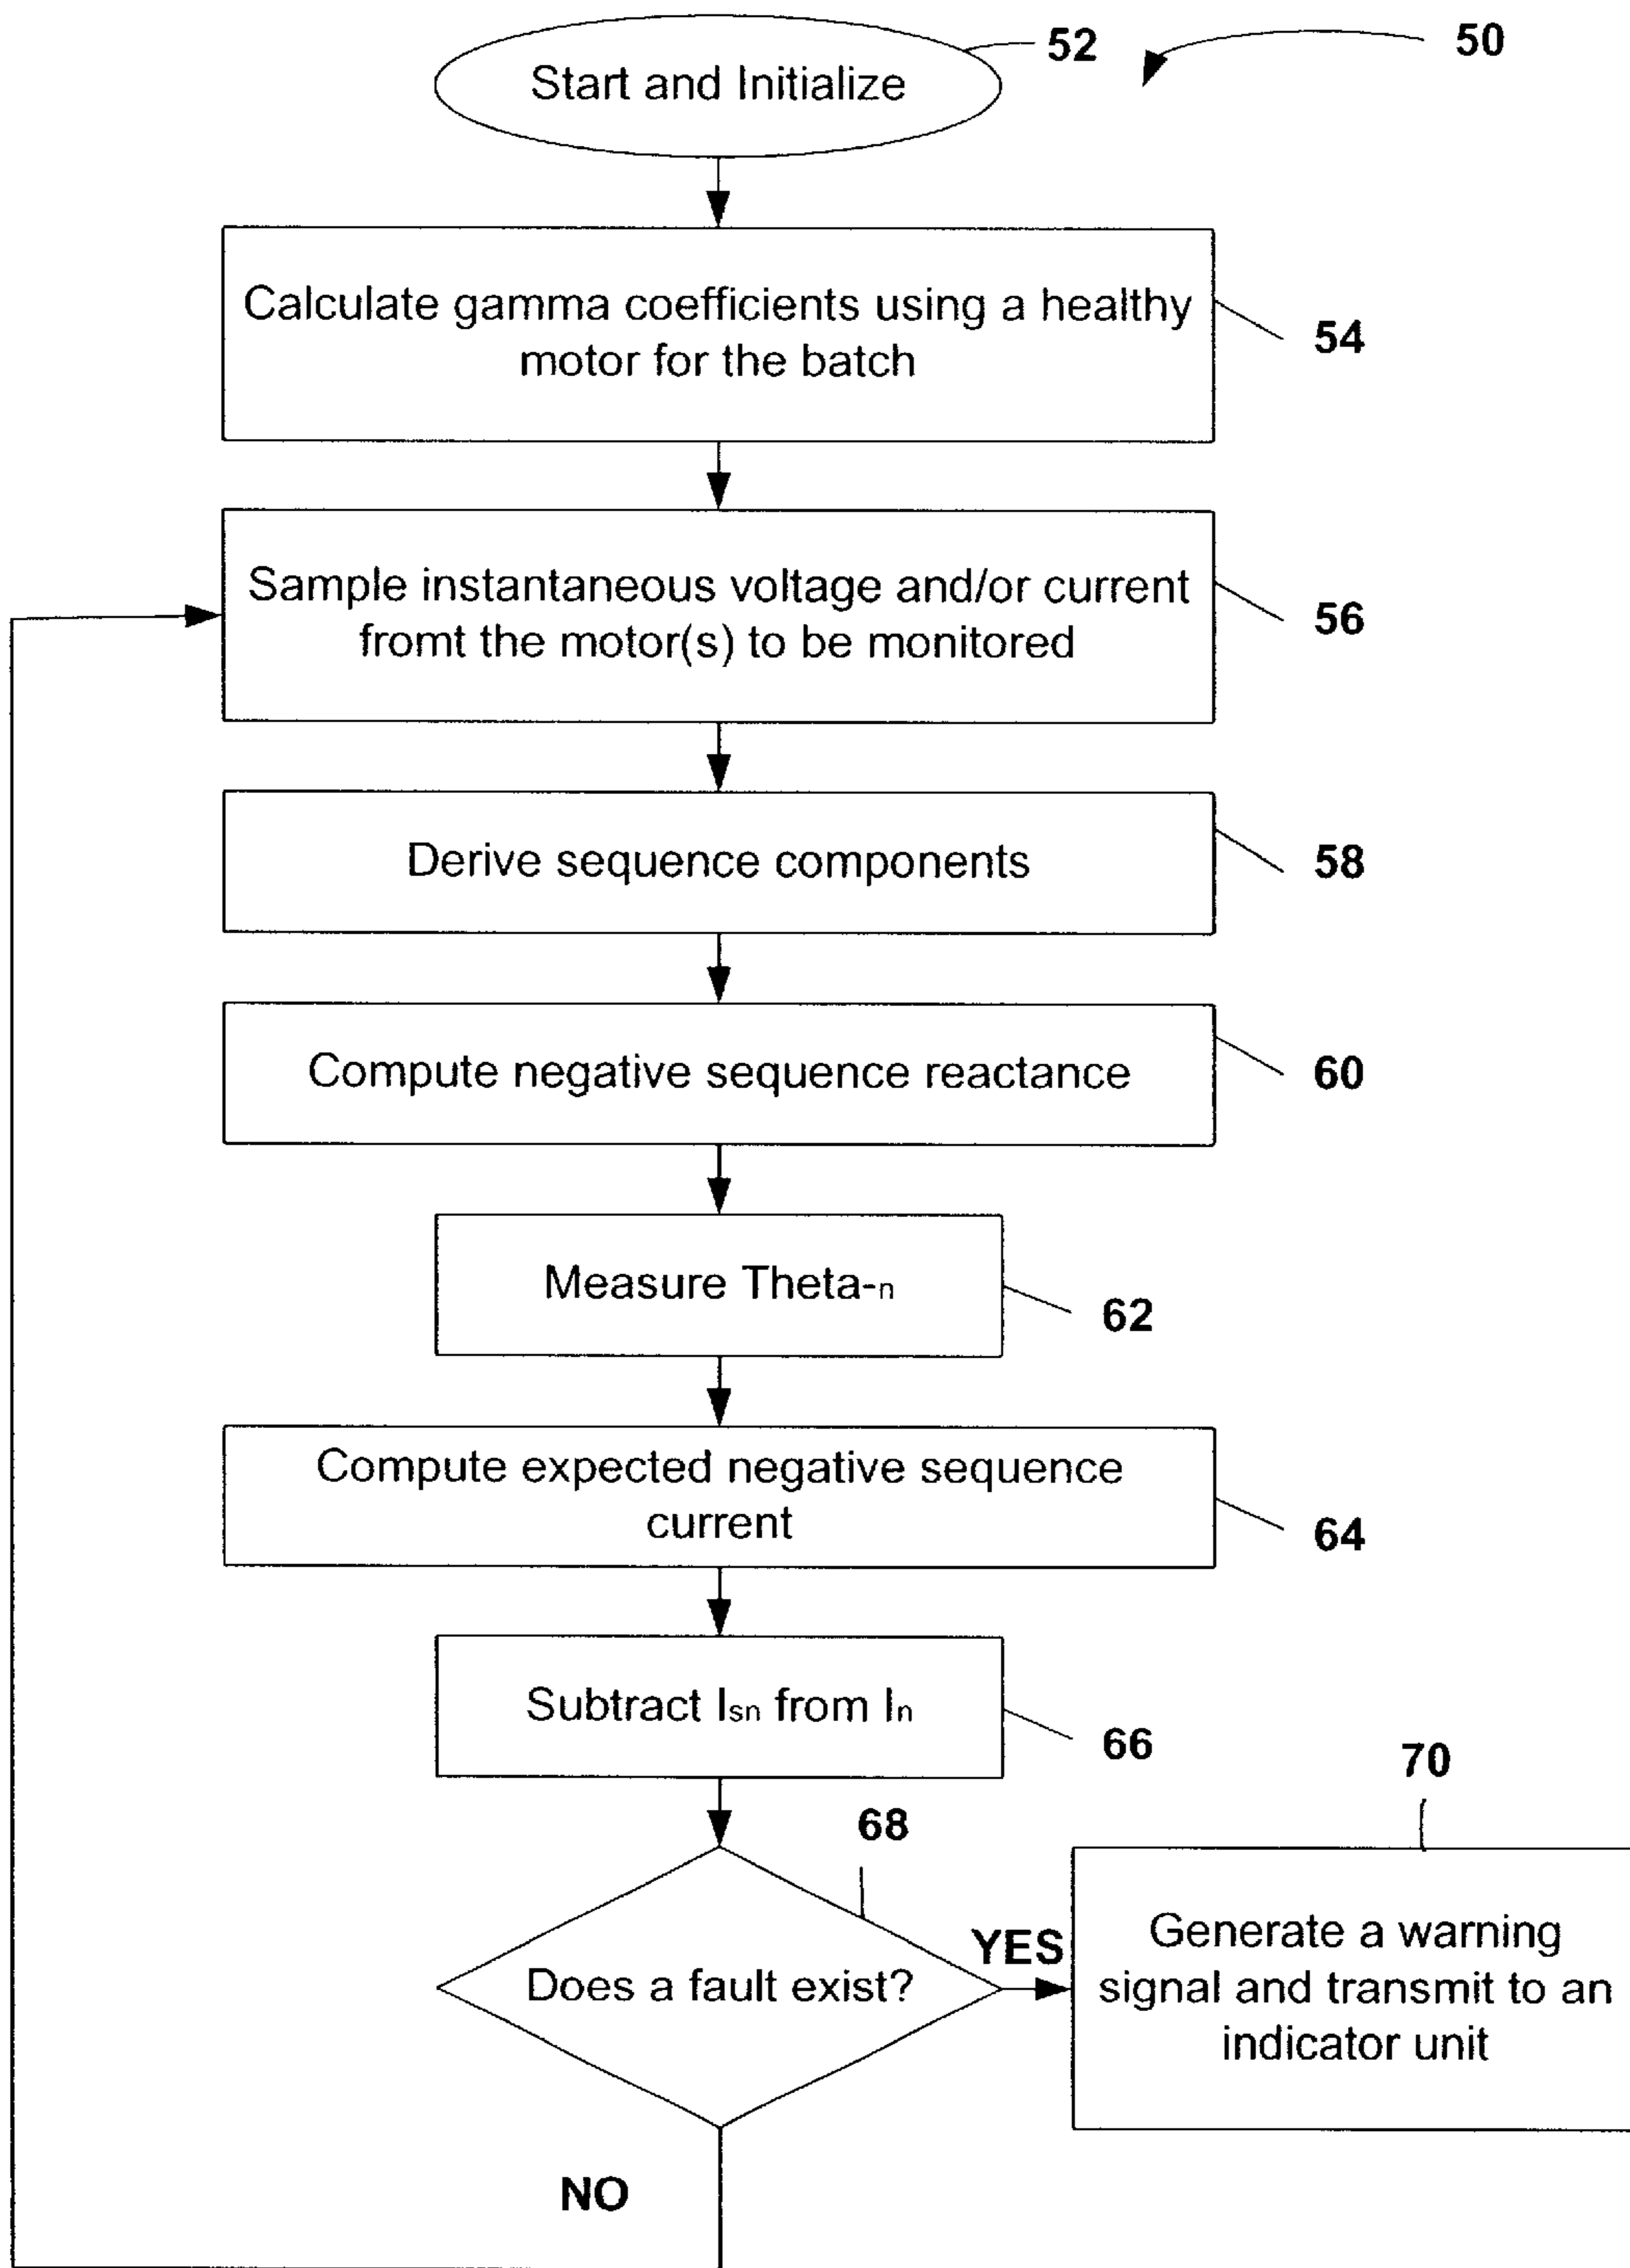 Start and Initialize
52
50
Calculate gamma coefficients using a healthy
motor for the batch
54
Sample instantaneous voltage and/or current
fromt the motor(s) to be monitored
56
Derive sequence components
58
Compute negative sequence reactance
60
Measure Theta-n
62
Compute expected negative sequence
current
64
Subtract Isn from In
66
68
70
Does a fault exist?
YES
Generate a warning
signal and transmit to an
indicator unit
NO